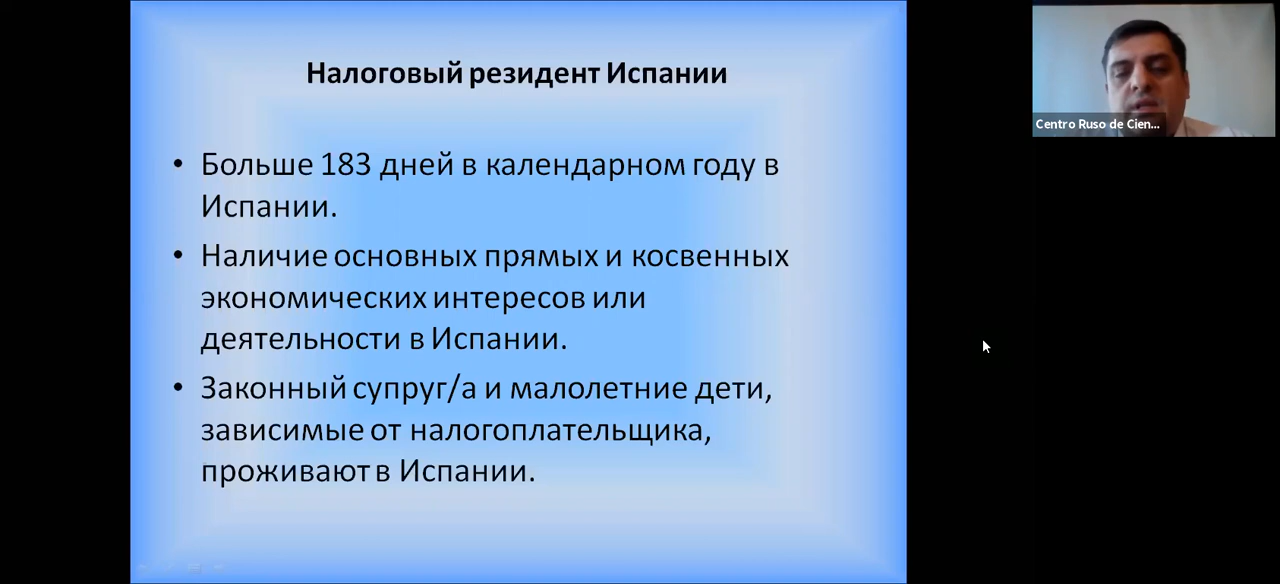 Налоговый резидент Испании
• Больше 183 дней в календарном году в
Испании.
• Наличие основных прямых и косвенных
экономических интересов или
деятельности в Испании.
• Законный супруг/а и малолетние дети,
зависимые от налогоплательщика,
проживают в Испании.
Centro Ruso de Cien...